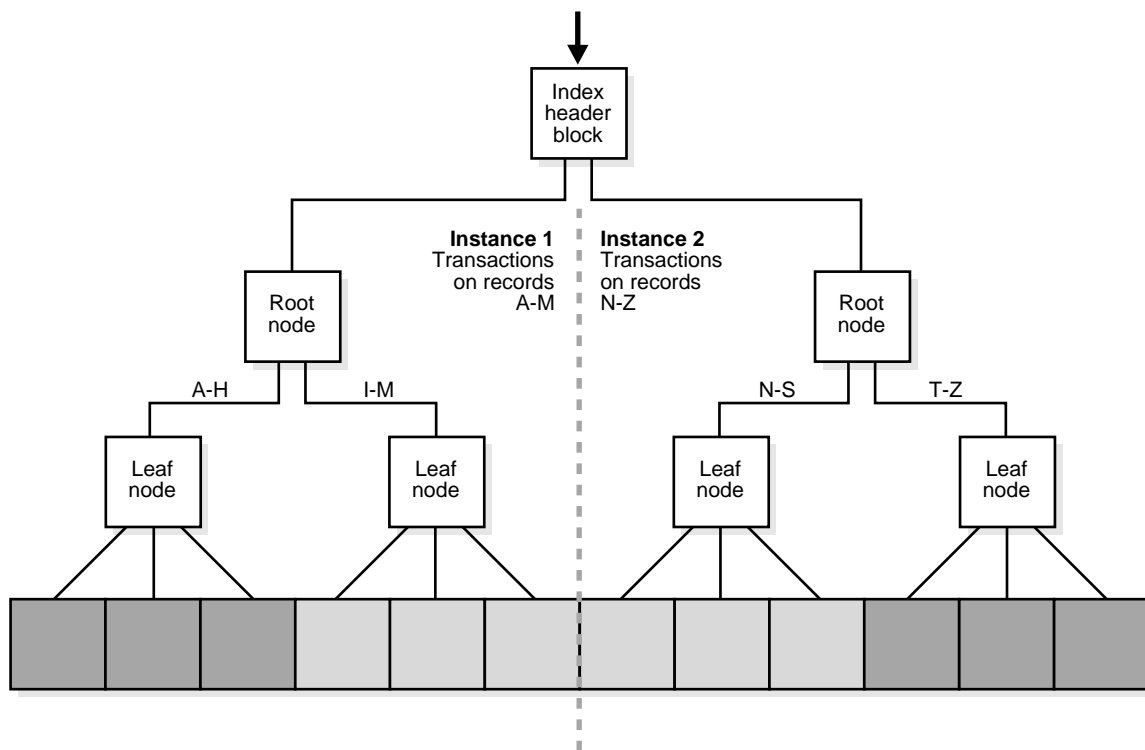 Index
header
block
Instance 1
Transactions
on records
A-M
Instance 2
Transactions
on records
N-Z
Root
node
Root
node
A-H
I-M
N-S
T-Z
Leaf
node
Leaf
node
Leaf
node
Leaf
node